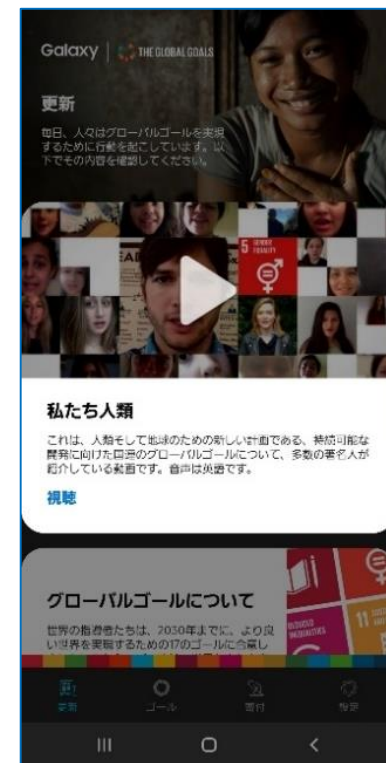 Galaxy | THE GLOBAL GOALS
更新
毎日、人々はグローバルゴールを実現
するために行動を起こしています。以
下でその内容を確認してください。
5 GENDER
EQUALITY
私たち人類
これは、人類そして地球のための新しい計画である、持続可能な
開発に向けた国連のグローバルゴールについて、多数の著名人が
紹介している動画です。音声は英語です。
視聴
グローバルゴールについて
世界の指導者たちは、2030年までに、より良
い世界を実現するための17のゴールに合意し
REDUCED
INEQUALITIES
11
更新
ゴール
寄付
設定